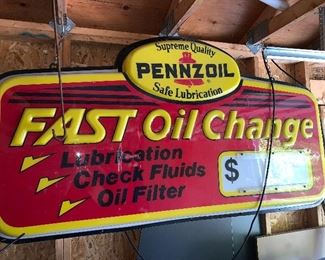 Supreme Quality
PENNZOIL
Safe Lubrication
FAST Oil Change
Lubrication
Check Fluids
Oil Filter
$